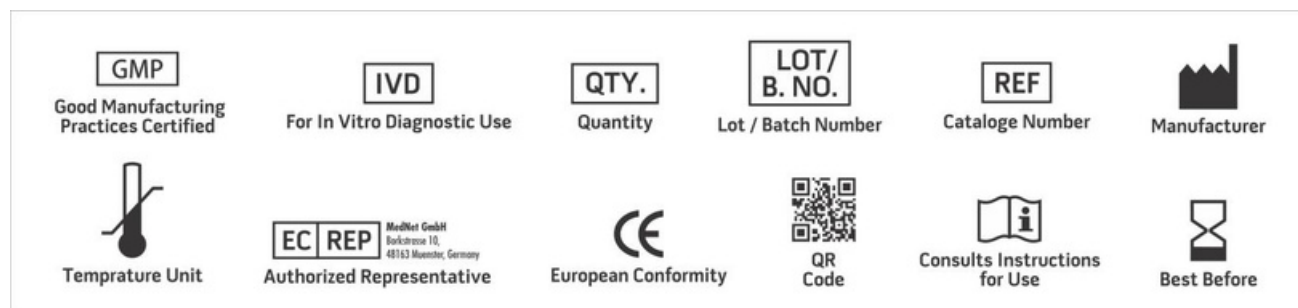 GMP
Good Manufacturing
Practices Certified
IVD
For In Vitro Diagnostic Use
QTY.
Quantity
LOT/
B. NO.
Lot / Batch Number
REF
Cataloge Number
Manufacturer
Temprature Unit
EC REP
MedNet GmbH
Borkstrasse 10,
48163 Muenster, Germany
Authorized Representative
CE
European Conformity
QR
Code
i
Consults Instructions
for Use
Best Before